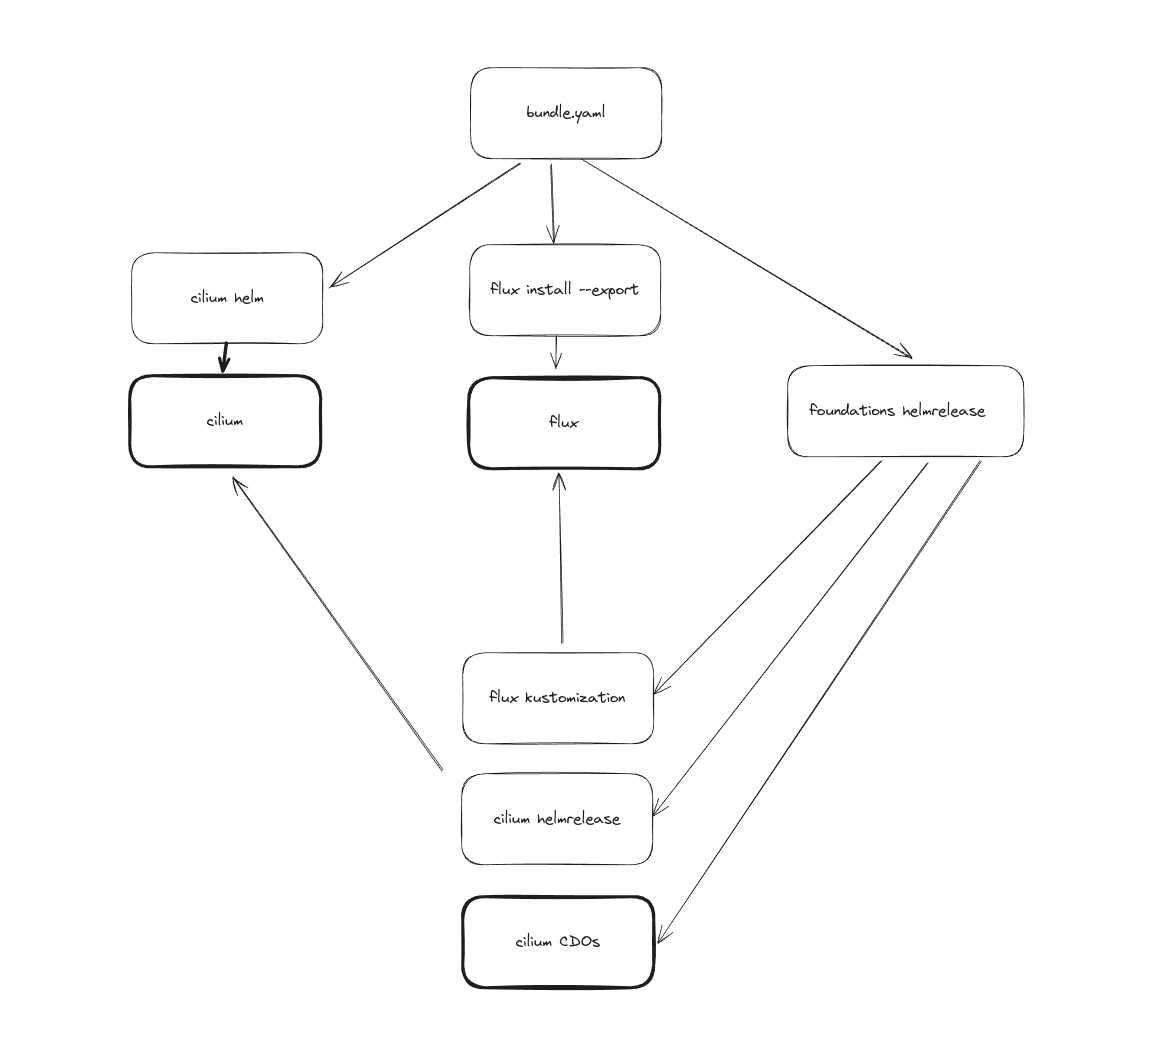 bundle.yaml
cilium helm
flux install --export
cilium
flux
foundations helmrelease
flux kustomization
cilium helmrelease
cilium CDOs